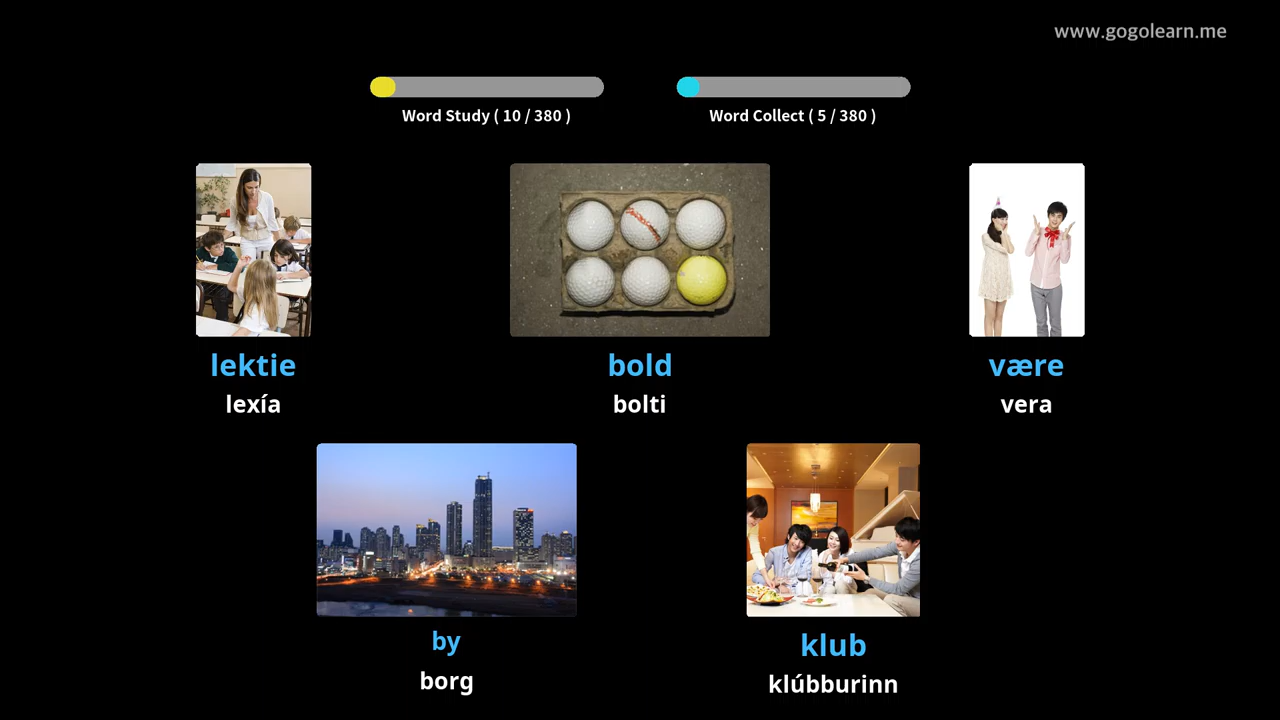 www.gogolearn.me
Word Study ( 10 / 380 )
Word Collect ( 5 / 380 )
lektie
lexía
bold
bolti
være
vera
by
borg
klub
klúbburinn